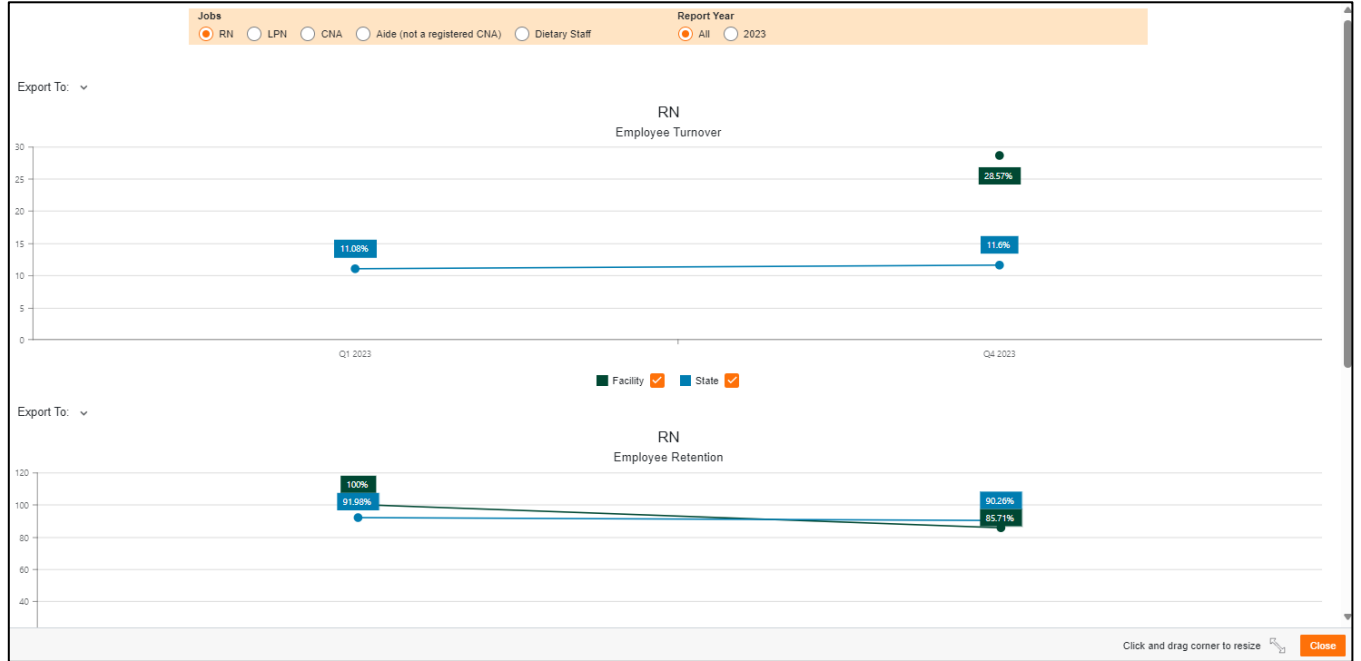 Jobs
Report Year
RN LPN CNA Aide (not a registered CNA) Dietary Staff
All 2023
Export To:
RN
Employee Turnover
30
25
20
15
10
5
0
28.57%
11.08%
11.6%
Q1 2023
Q4 2023
Facility State
Export To:
RN
Employee Retention
120
100
80
60
40
100%
91.98%
90.26%
85.71%
Click and drag corner to resize
Close